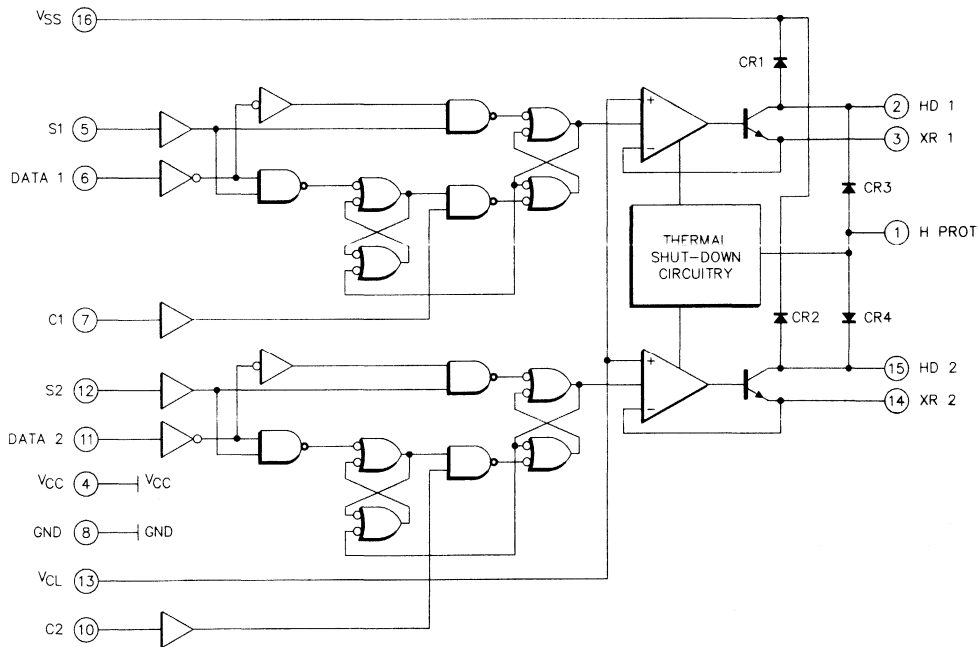 VSS 16
CR1
S1 5
+
2 HD 1
−
3 XR 1
DATA 1 6
CR3
THERMAL
SHUT-DOWN
CIRCUITRY
1 H PROT
C1 7
CR2
CR4
+
15 HD 2
S2 12
−
14 XR 2
DATA 2 11
VCC 4 VCC
GND 8 GND
VCL 13
C2 10